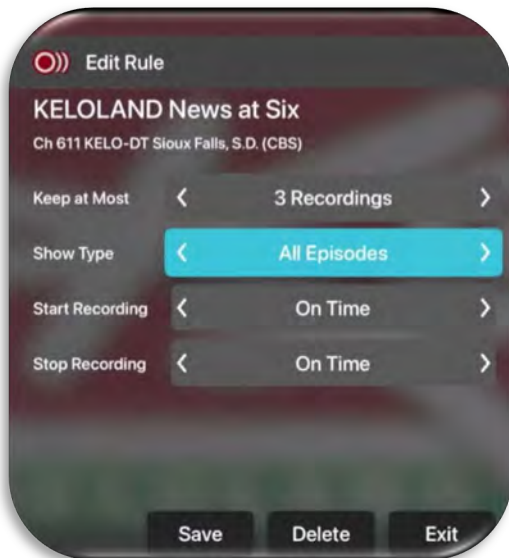 Edit Rule
KELOLAND News at Six
Ch 611 KELO-DT Sioux Falls, S.D. (CBS)
Keep at Most 3 Recordings
Show Type All Episodes
Start Recording On Time
Stop Recording On Time
Save Delete Exit